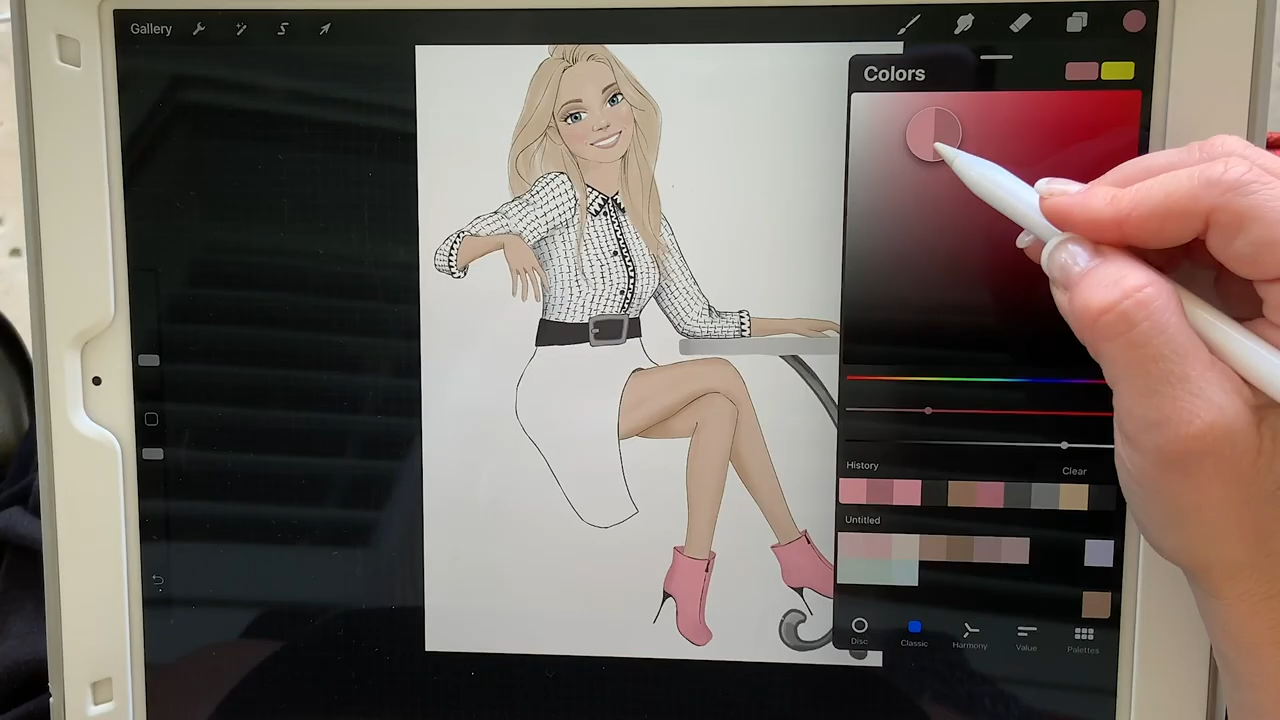 Gallery
Colors
History
Clear
Untitled
Disc
Classic
Harmony
Value
Palettes